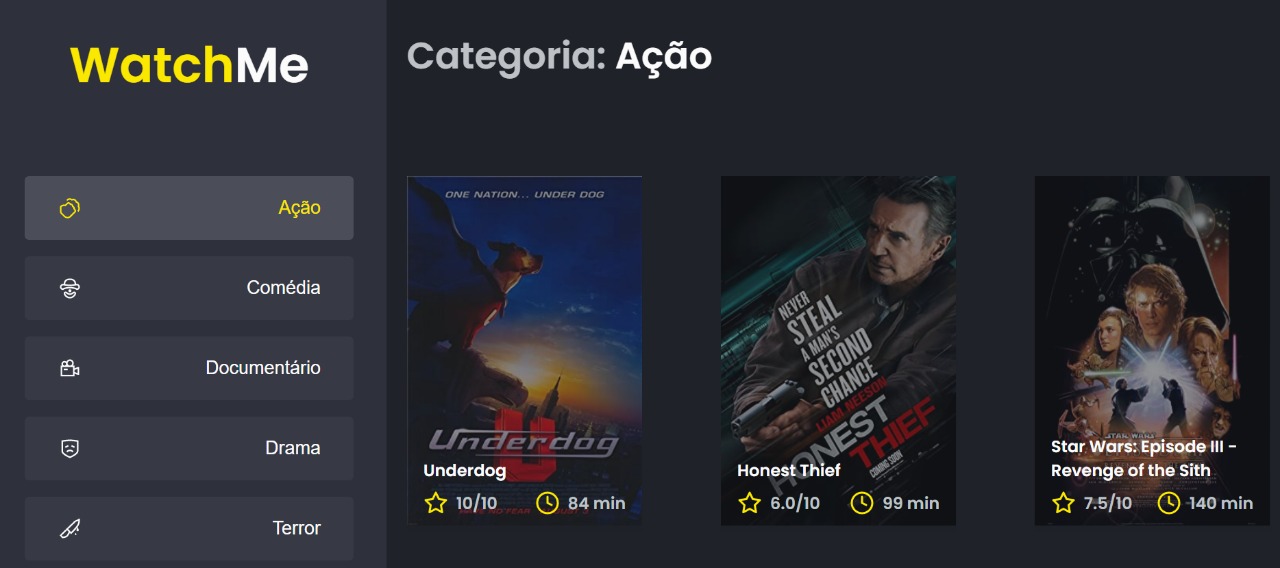 WatchMe
Ação
Comédia
Documentário
Drama
Terror
Categoria: Ação
ONE NATION... UNDER DOG
Underdog
Underdog
10/10
84 min
NEVER
STEAL
A MAN'S
SECOND
CHANCE
LIAM NEESON
HONEST
THIEF
COMING SOON
Honest Thief
6.0/10
99 min
STAR WARS
Star Wars: Episode III -
Revenge of the Sith
7.5/10
140 min